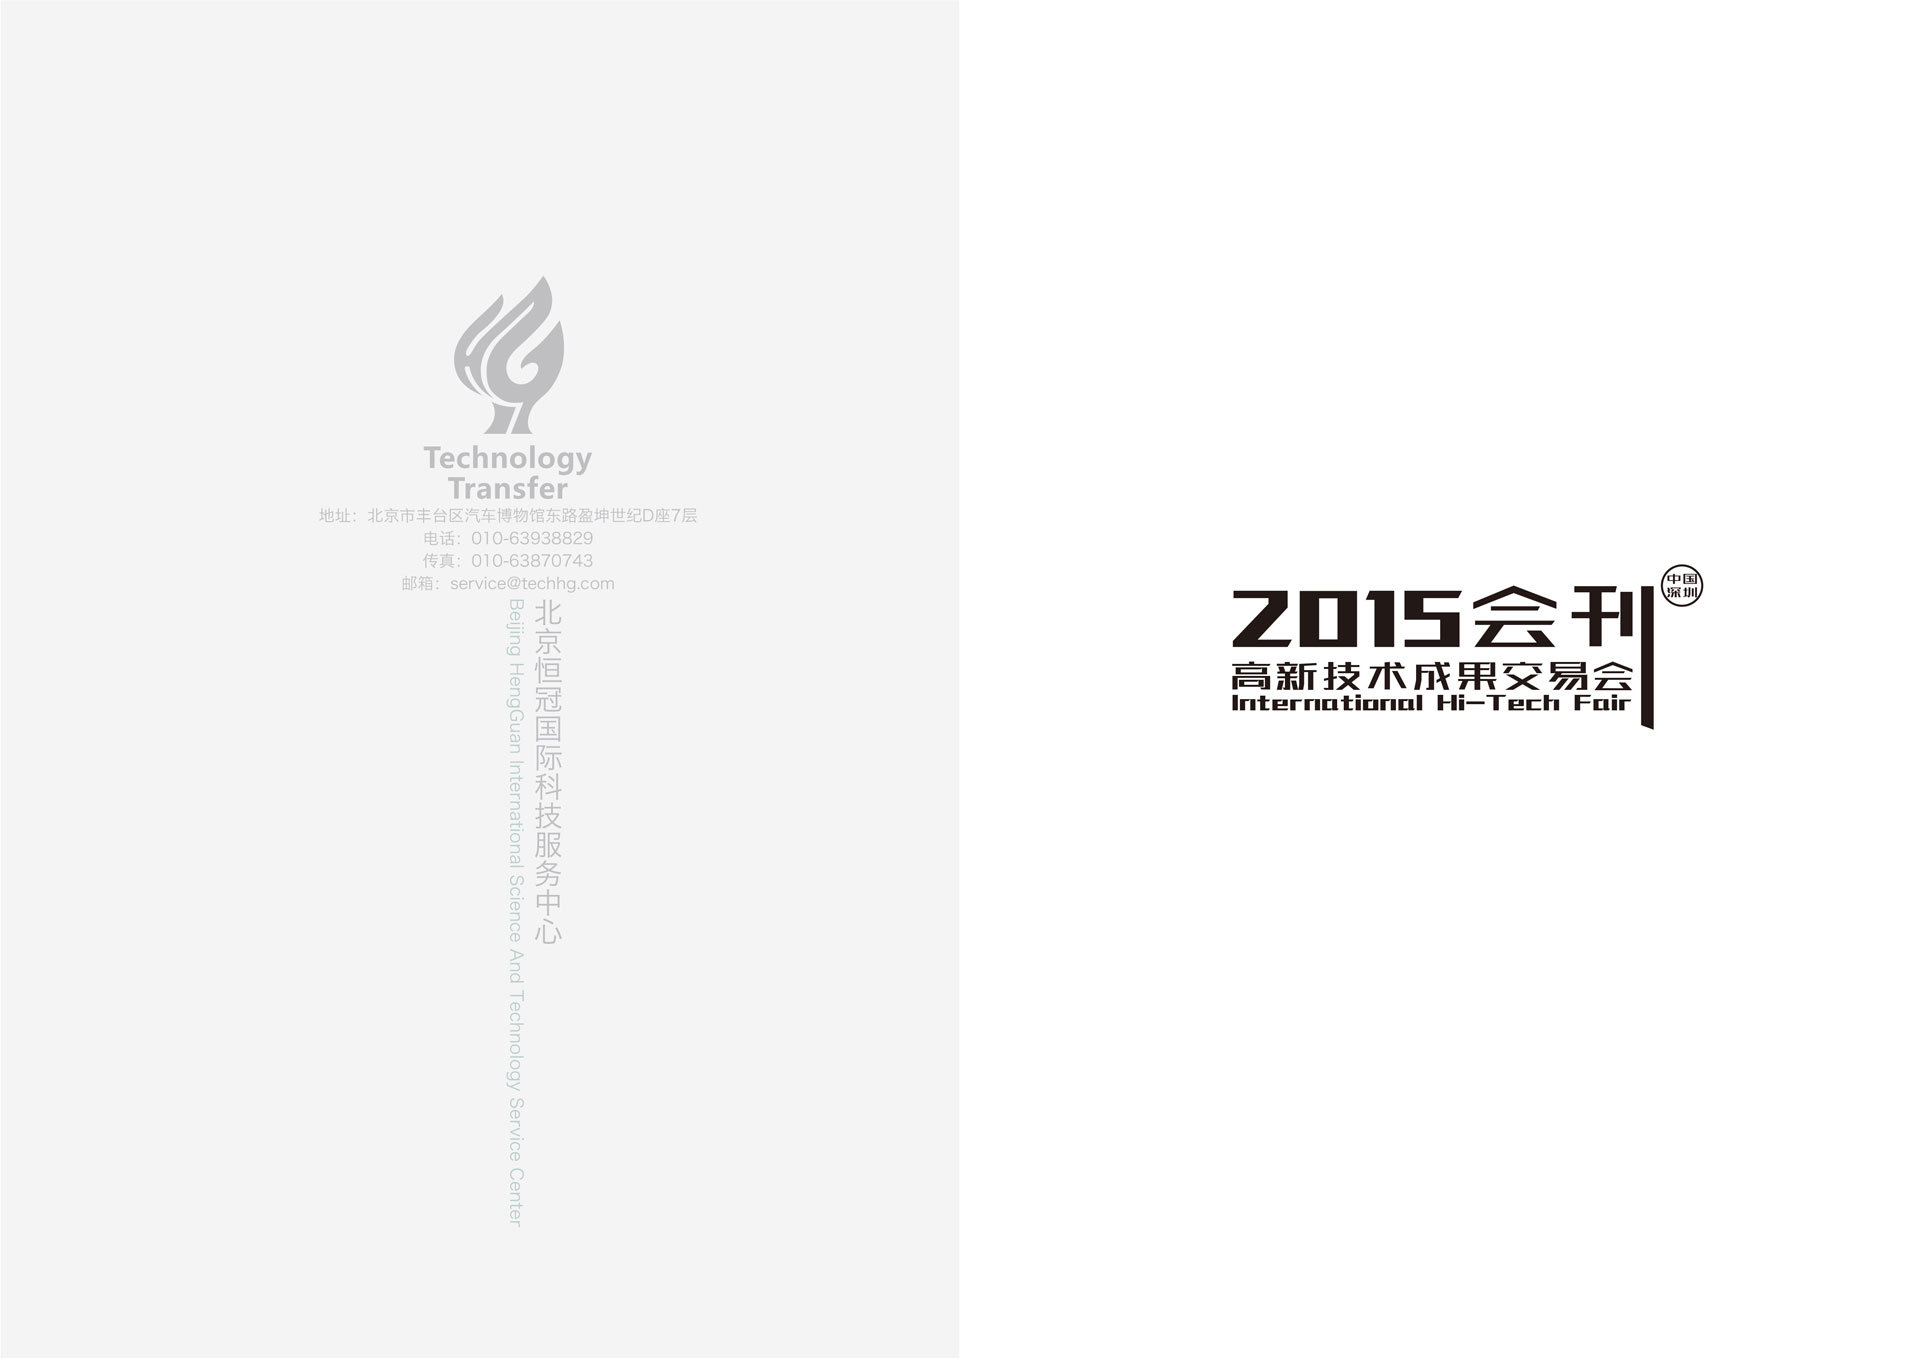 Technology
Transfer
地址：北京市丰台区汽车博物馆东路盈坤世纪D座7层
电话：010-63938829
传真：010-63870743
邮箱：service@techhg.com
北京恒冠国际科技服务中心
Beijing HengGuan International Science And Technology Service Center
2015会刊
中国
深圳
高新技术成果交易会
International Hi-Tech Fair